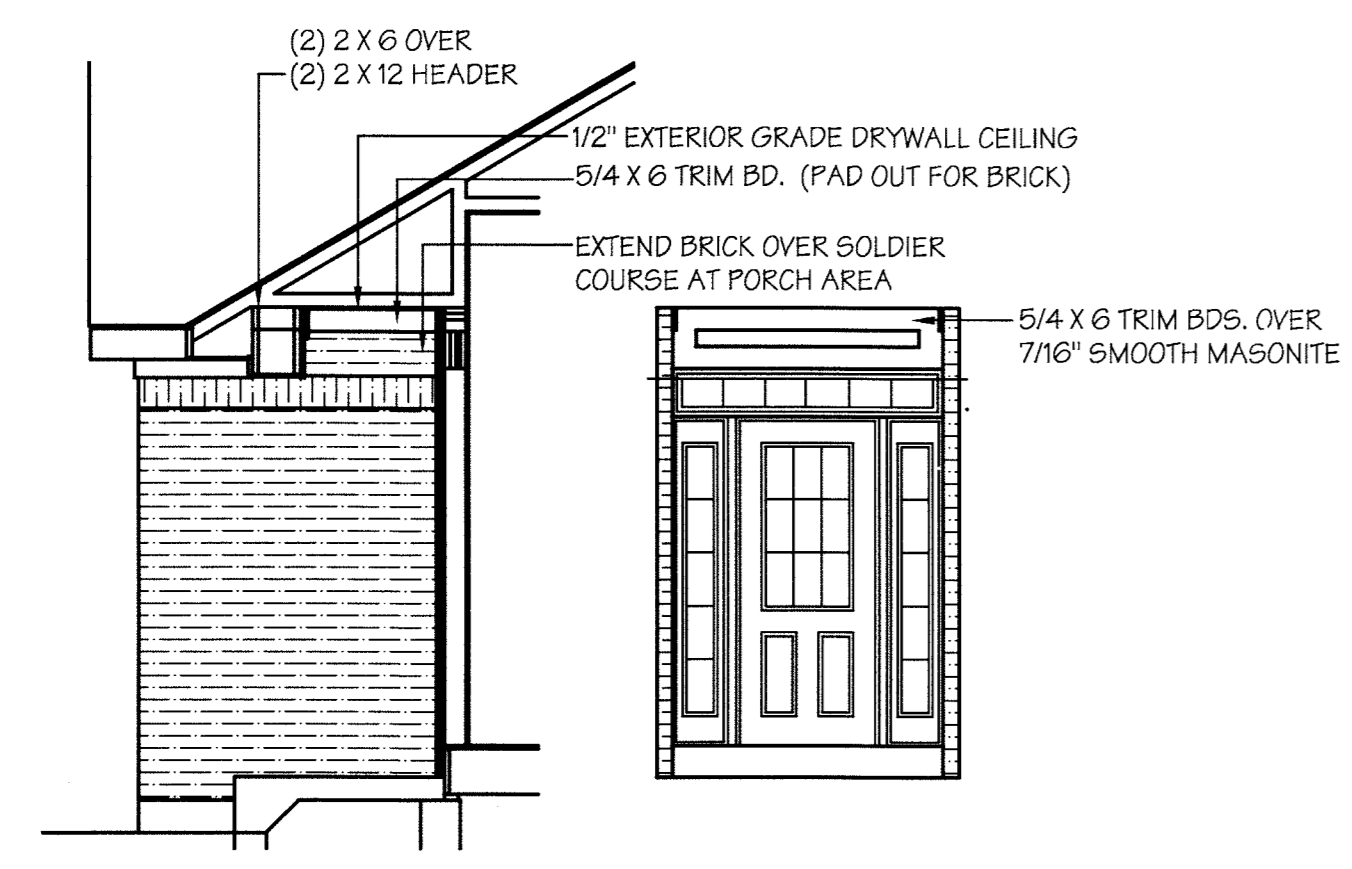 (2) 2 X 6 OVER
(2) 2 X 12 HEADER
1/2" EXTERIOR GRADE DRYWALL CEILING
5/4 X 6 TRIM BD. (PAD OUT FOR BRICK)
EXTEND BRICK OVER SOLDIER
COURSE AT PORCH AREA
5/4 X 6 TRIM BDS. OVER
7/16" SMOOTH MASONITE